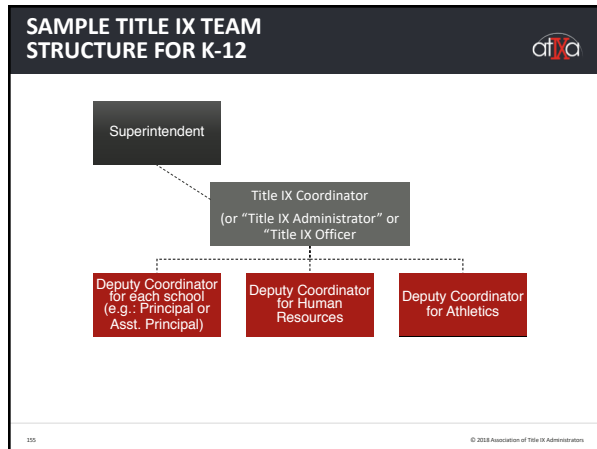 SAMPLE TITLE IX TEAM
STRUCTURE FOR K-12
atIXa
Superintendent
Title IX Coordinator
(or “Title IX Administrator” or
“Title IX Officer
Deputy Coordinator
for each school
(e.g.: Principal or
Asst. Principal)
Deputy Coordinator
for Human
Resources
Deputy Coordinator
for Athletics
155
© 2018 Association of Title IX Administrators